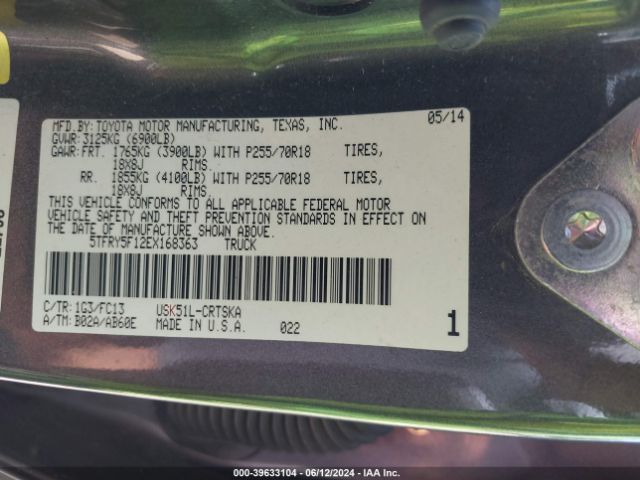 MFD.BY: TOYOTA MOTOR MANUFACTURING, TEXAS, INC. 05/14
GVWR: 3125KG (6900LB)
GAWR: FRT. 1765KG (3900LB) WITH P255/70R18 TIRES,
18X8J RIMS.
RR. 1855KG (4100LB) WITH P255/70R18 TIRES,
18X8J RIMS.
THIS VEHICLE CONFORMS TO ALL APPLICABLE FEDERAL MOTOR
VEHICLE SAFETY AND THEFT PREVENTION STANDARDS IN EFFECT ON
THE DATE OF MANUFACTURE SHOWN ABOVE.
5TFRY5F12EX168363 TRUCK
C/TR: 1G3/FC13 USK51L-CRTSKA
A/TM: B02A/AB60E MADE IN U.S.A. 022 1
000-39633104 - 06/12/2024 - IAA Inc.